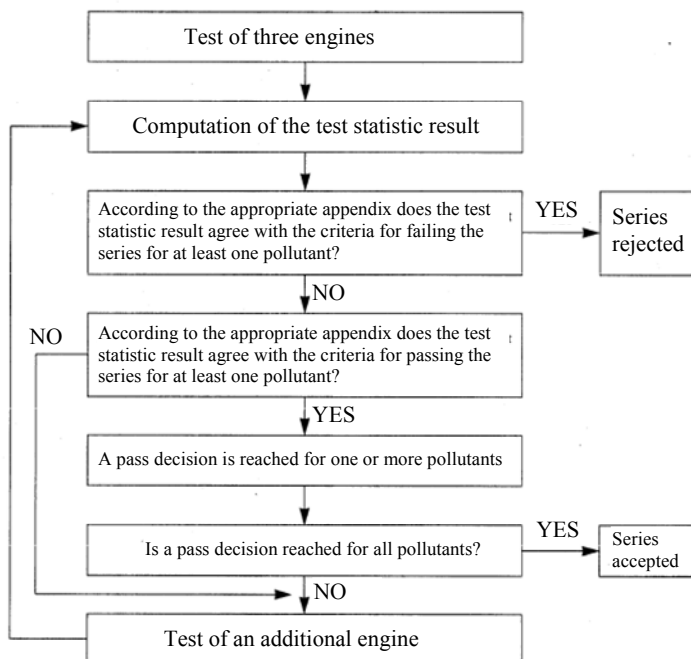 Test of three engines
Computation of the test statistic result
According to the appropriate appendix does the test
statistic result agree with the criteria for failing the
series for at least one pollutant?
YES
Series
rejected
NO
According to the appropriate appendix does the test
statistic result agree with the criteria for passing the
series for at least one pollutant?
NO
YES
A pass decision is reached for one or more pollutants
Is a pass decision reached for all pollutants?
YES
Series
accepted
NO
Test of an additional engine